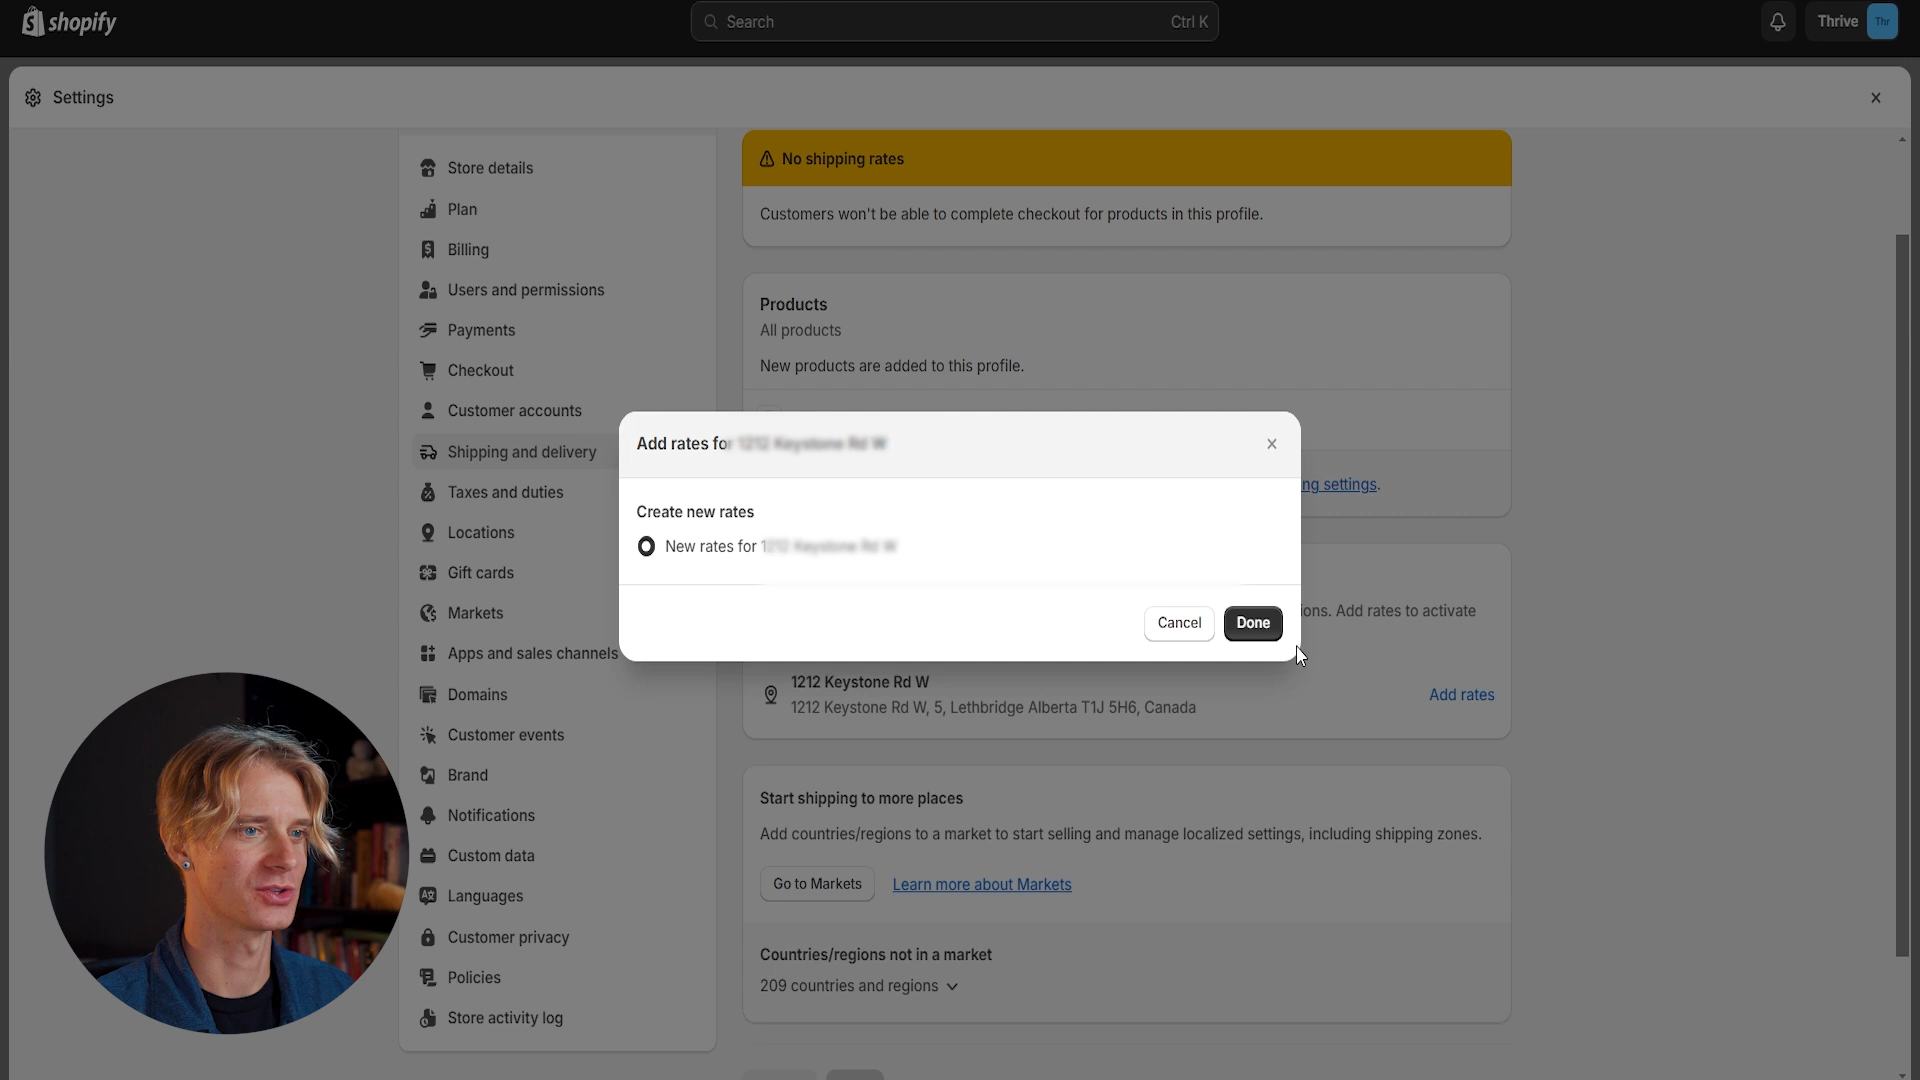 shopify
Search
Ctrl K
Thrive
Thr
Settings
Store details
Plan
Billing
Users and permissions
Payments
Checkout
Customer accounts
Shipping and delivery
Taxes and duties
Locations
Gift cards
Markets
Apps and sales channels
Domains
Customer events
Brand
Notifications
Custom data
Languages
Customer privacy
Policies
Store activity log
No shipping rates
Customers won't be able to complete checkout for products in this profile.
Products
All products
New products are added to this profile.
ng settings.
Add rates for 1212 Keystone Rd W
Create new rates
New rates for 1212 Keystone Rd W
Cancel
Done
ions. Add rates to activate
1212 Keystone Rd W
1212 Keystone Rd W, 5, Lethbridge Alberta T1J 5H6, Canada
Add rates
Start shipping to more places
Add countries/regions to a market to start selling and manage localized settings, including shipping zones.
Go to Markets
Learn more about Markets
Countries/regions not in a market
209 countries and regions